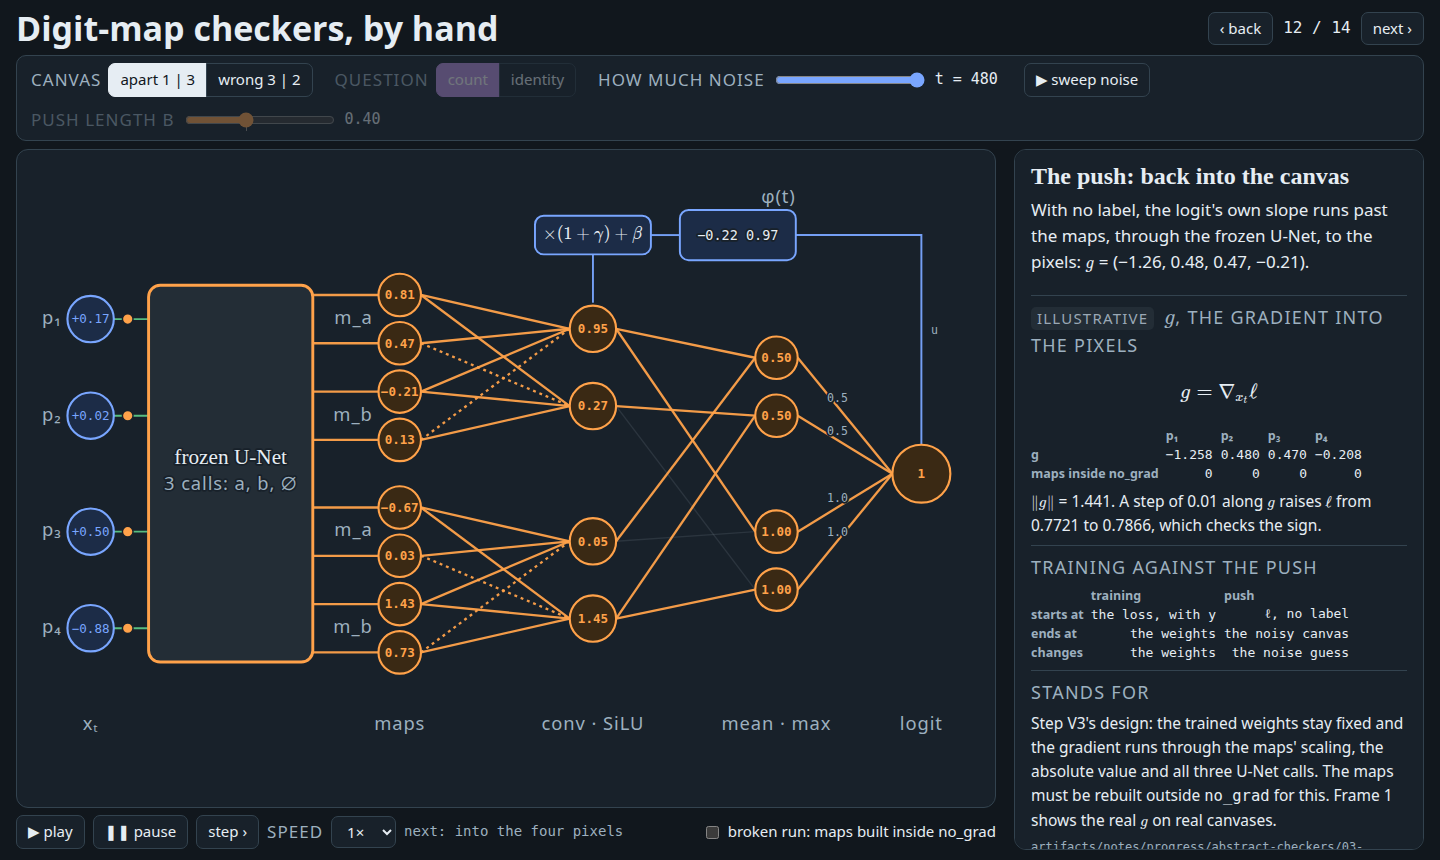 Digit-map checkers, by hand
‹ back 12 / 14 next ›
CANVAS apart 1 | 3 wrong 3 | 2 QUESTION count identity HOW MUCH NOISE t = 480 ▶ sweep noise
PUSH LENGTH B 0.40
φ(t)
×(1 + γ) + β −0.22 0.97
p₁ +0.17
p₂ +0.02
p₃ +0.50
p₄ −0.88
frozen U-Net
3 calls: a, b, ∅
m_a
m_b
m_a
m_b
0.81
0.47
−0.21
0.13
−0.67
0.03
1.43
0.73
0.95
0.27
0.05
1.45
0.50
0.50
1.00
1.00
0.5
0.5
1.0
1.0
u
1
xₜ maps conv · SiLU mean · max logit
▶ play ❚❚ pause step › SPEED 1× next: into the four pixels broken run: maps built inside no_grad
The push: back into the canvas
With no label, the logit's own slope runs past
the maps, through the frozen U-Net, to the
pixels: g = (−1.26, 0.48, 0.47, −0.21).
ILLUSTRATIVE g, THE GRADIENT INTO
THE PIXELS
g = ∇ₓₜℓ
p₁ p₂ p₃ p₄
g −1.258 0.480 0.470 −0.208
maps inside no_grad 0 0 0 0
‖g‖ = 1.441. A step of 0.01 along g raises ℓ from
0.7721 to 0.7866, which checks the sign.
TRAINING AGAINST THE PUSH
training push
starts at the loss, with y ℓ, no label
ends at the weights the noisy canvas
changes the weights the noise guess
STANDS FOR
Step V3's design: the trained weights stay fixed and
the gradient runs through the maps' scaling, the
absolute value and all three U-Net calls. The maps
must be rebuilt outside no_grad for this. Frame 1
shows the real g on real canvases.
artifacts/notes/progress/abstract-checkers/03-